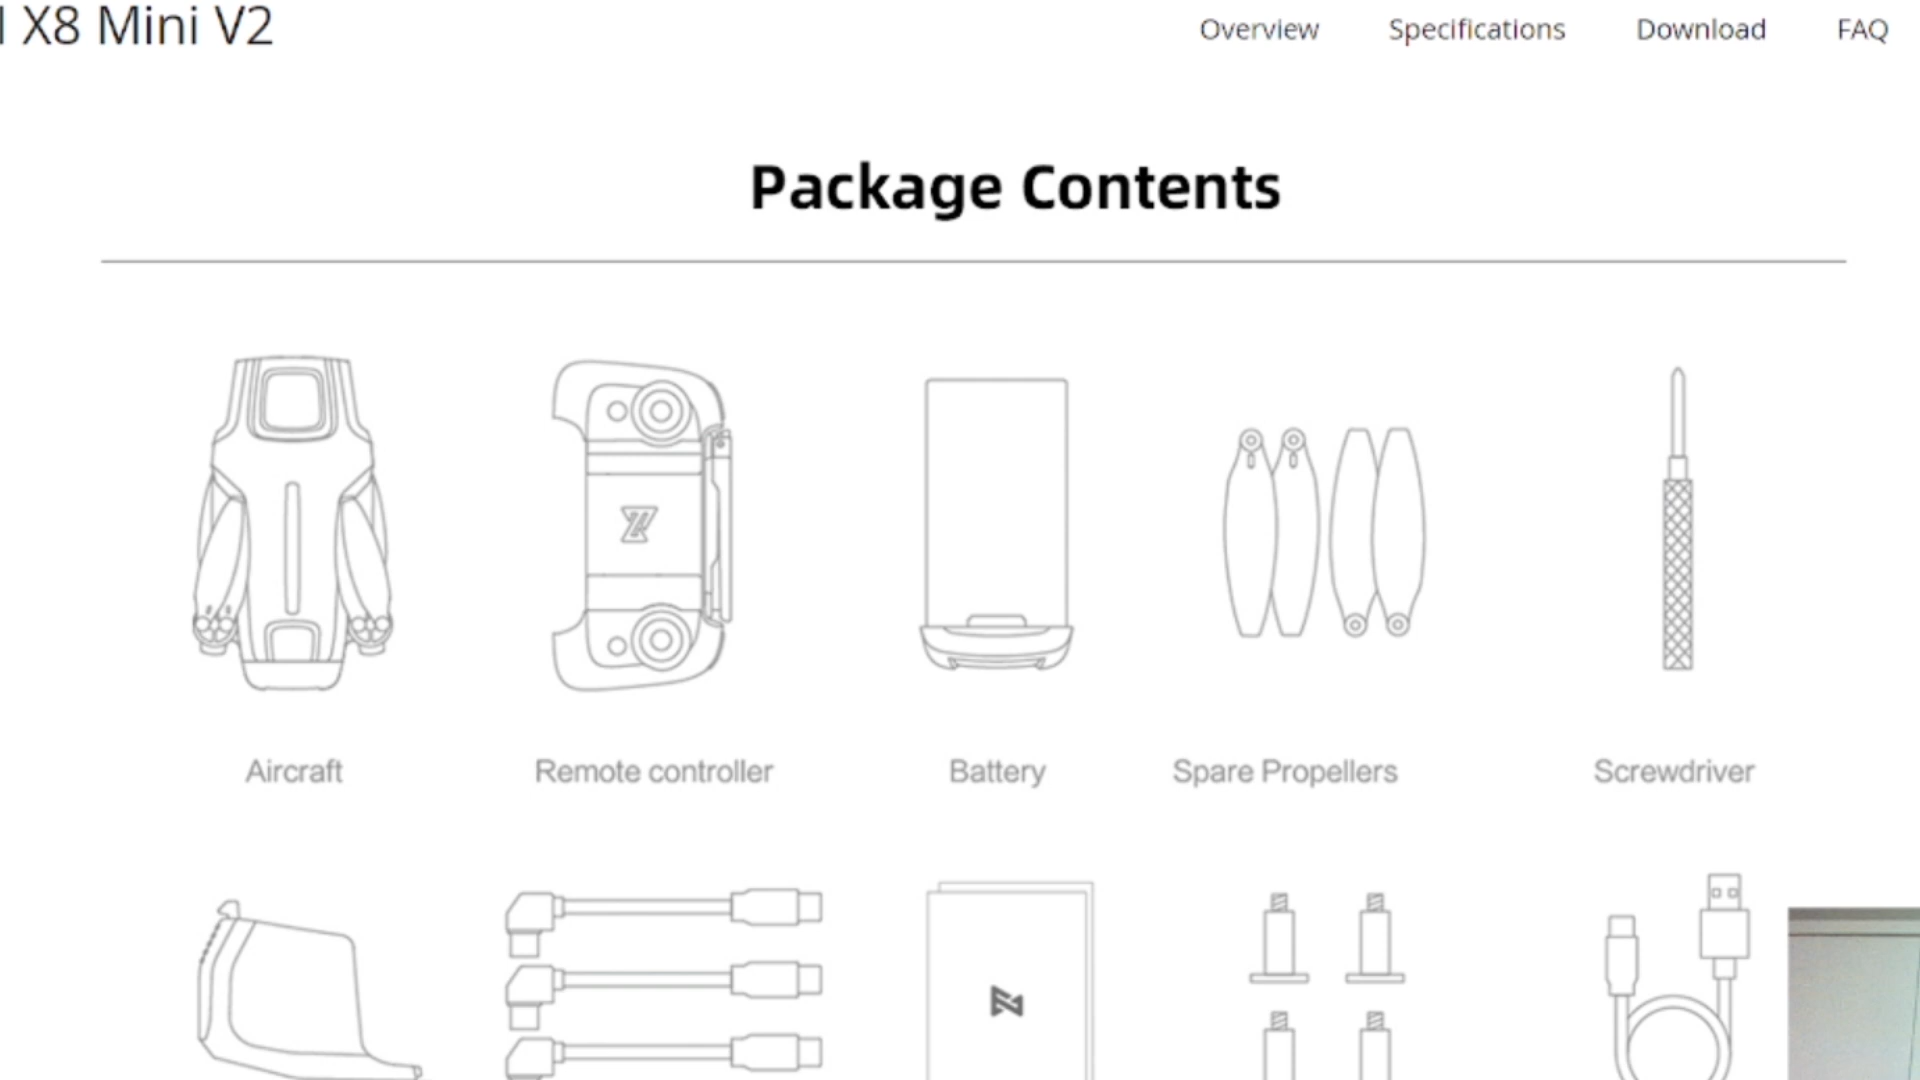 X8 Mini V2
Overview
Specifications
Download
FAQ
Package Contents
Aircraft
Remote controller
Battery
Spare Propellers
Screwdriver